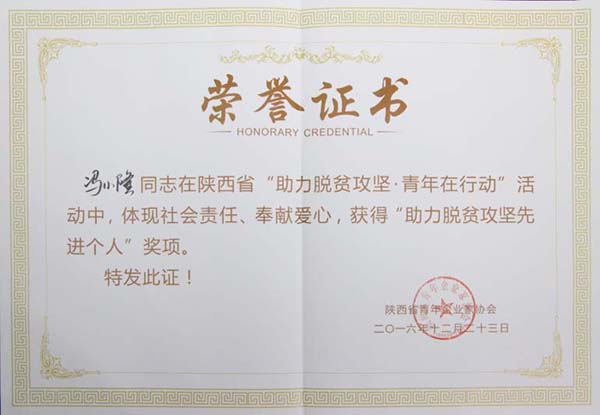 荣誉证书
HONORARY CREDENTIAL
冯小隆同志在陕西省“助力脱贫攻坚·青年在行动”活
动中，体现社会责任、奉献爱心，获得“助力脱贫攻坚先
进个人”奖项。
特发此证！
陕西省青年企业家协会
二〇一六年十二月二十三日